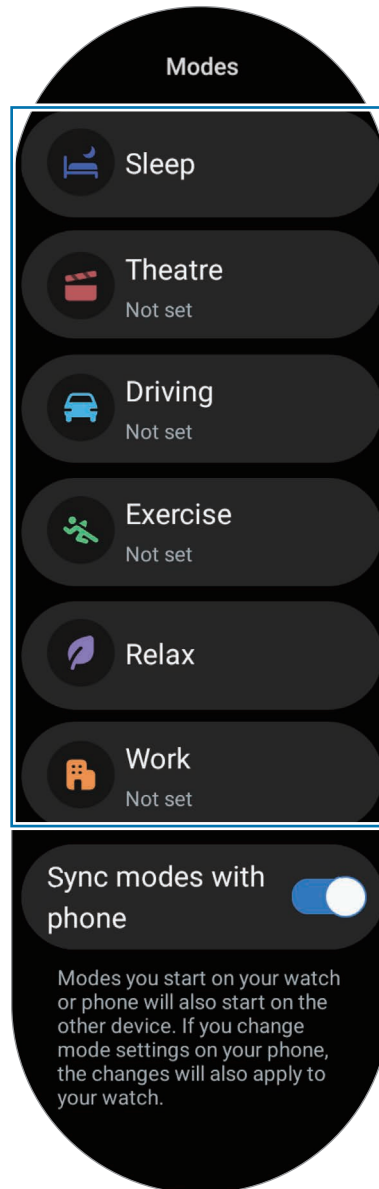 Modes
Sleep
Theatre
Not set
Driving
Not set
Exercise
Not set
Relax
Work
Not set
Sync modes with
phone
Modes you start on your watch
or phone will also start on the
other device. If you change
mode settings on your phone,
the changes will also apply to
your watch.